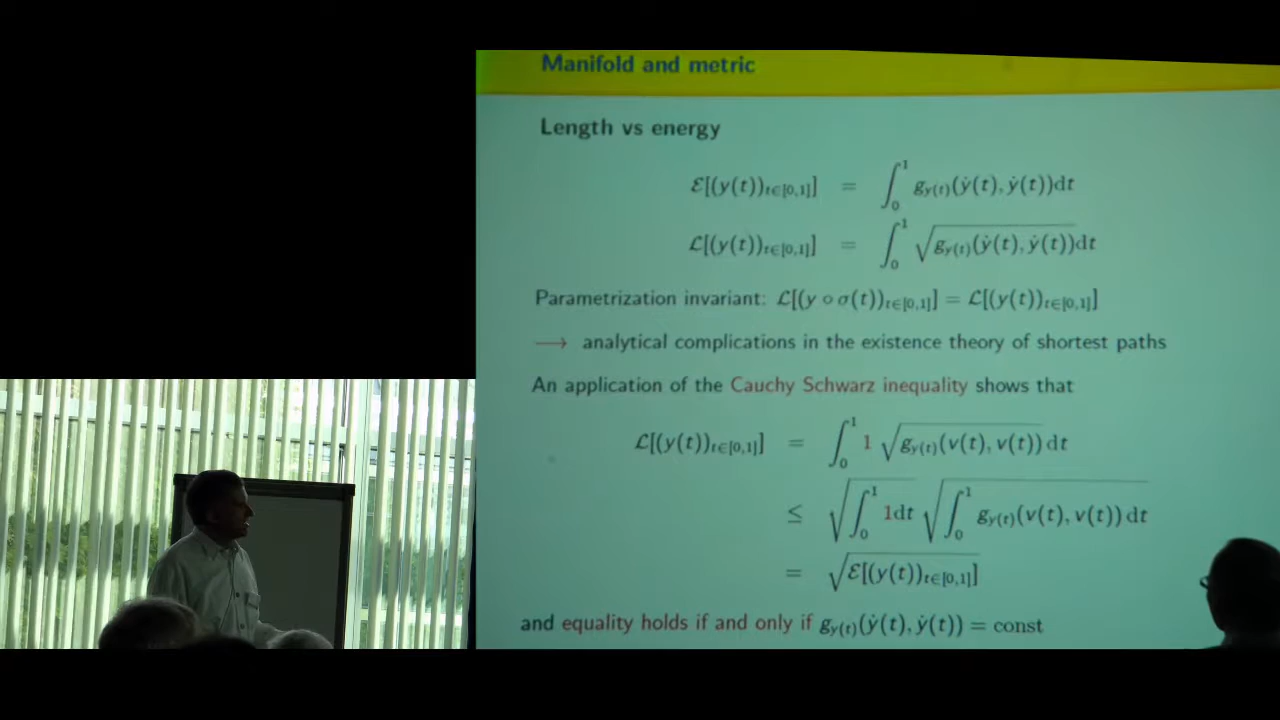 Manifold and metric
Length vs energy
ℰ[(y(t))_{t∈[0,1]}] = ∫_0^1 g_{y(t)}(ẏ(t), ẏ(t))dt
ℒ[(y(t))_{t∈[0,1]}] = ∫_0^1 √(g_{y(t)}(ẏ(t), ẏ(t)))dt
Parametrization invariant: ℒ[(y ∘ σ(t))_{t∈[0,1]}] = ℒ[(y(t))_{t∈[0,1]}]
⟶ analytical complications in the existence theory of shortest paths
An application of the Cauchy Schwarz inequality shows that
ℒ[(y(t))_{t∈[0,1]}] = ∫_0^1 1 √(g_{y(t)}(v(t), v(t))) dt
≤ √(∫_0^1 1dt) √(∫_0^1 g_{y(t)}(v(t), v(t)) dt)
= √(ℰ[(y(t))_{t∈[0,1]}])
and equality holds if and only if g_{y(t)}(ẏ(t), ẏ(t)) = const